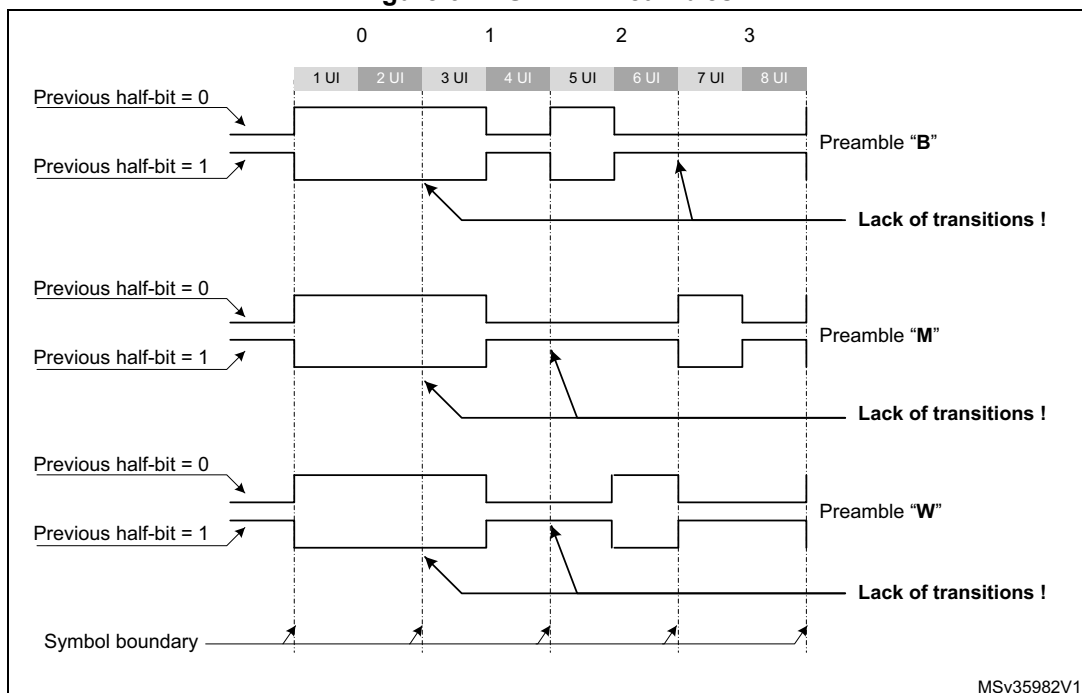 0 1 2 3
1 UI 2 UI 3 UI 4 UI 5 UI 6 UI 7 UI 8 UI
Previous half-bit = 0
Preamble “B”
Previous half-bit = 1
Lack of transitions !
Previous half-bit = 0
Preamble “M”
Previous half-bit = 1
Lack of transitions !
Previous half-bit = 0
Preamble “W”
Previous half-bit = 1
Lack of transitions !
Symbol boundary
MSv35982V1